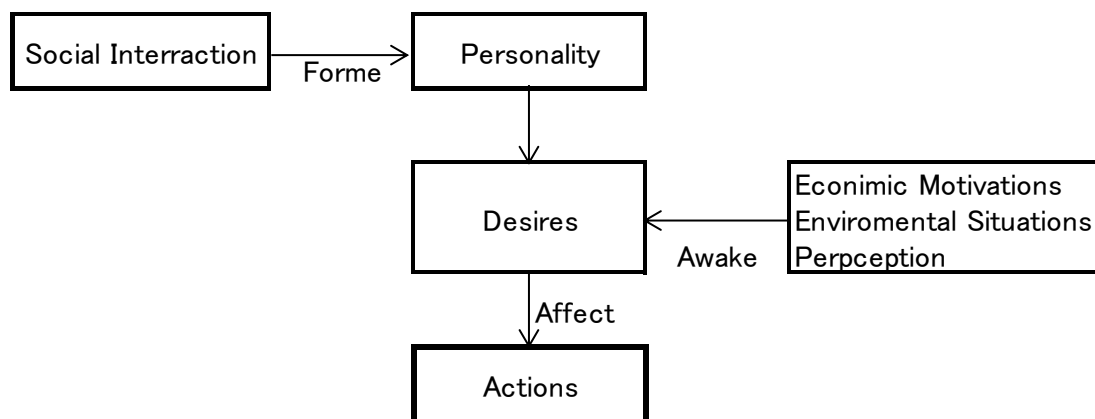 Social Interraction
Forme
Personality
Desires
Awake
Econimic Motivations
Enviromental Situations
Perpception
Affect
Actions